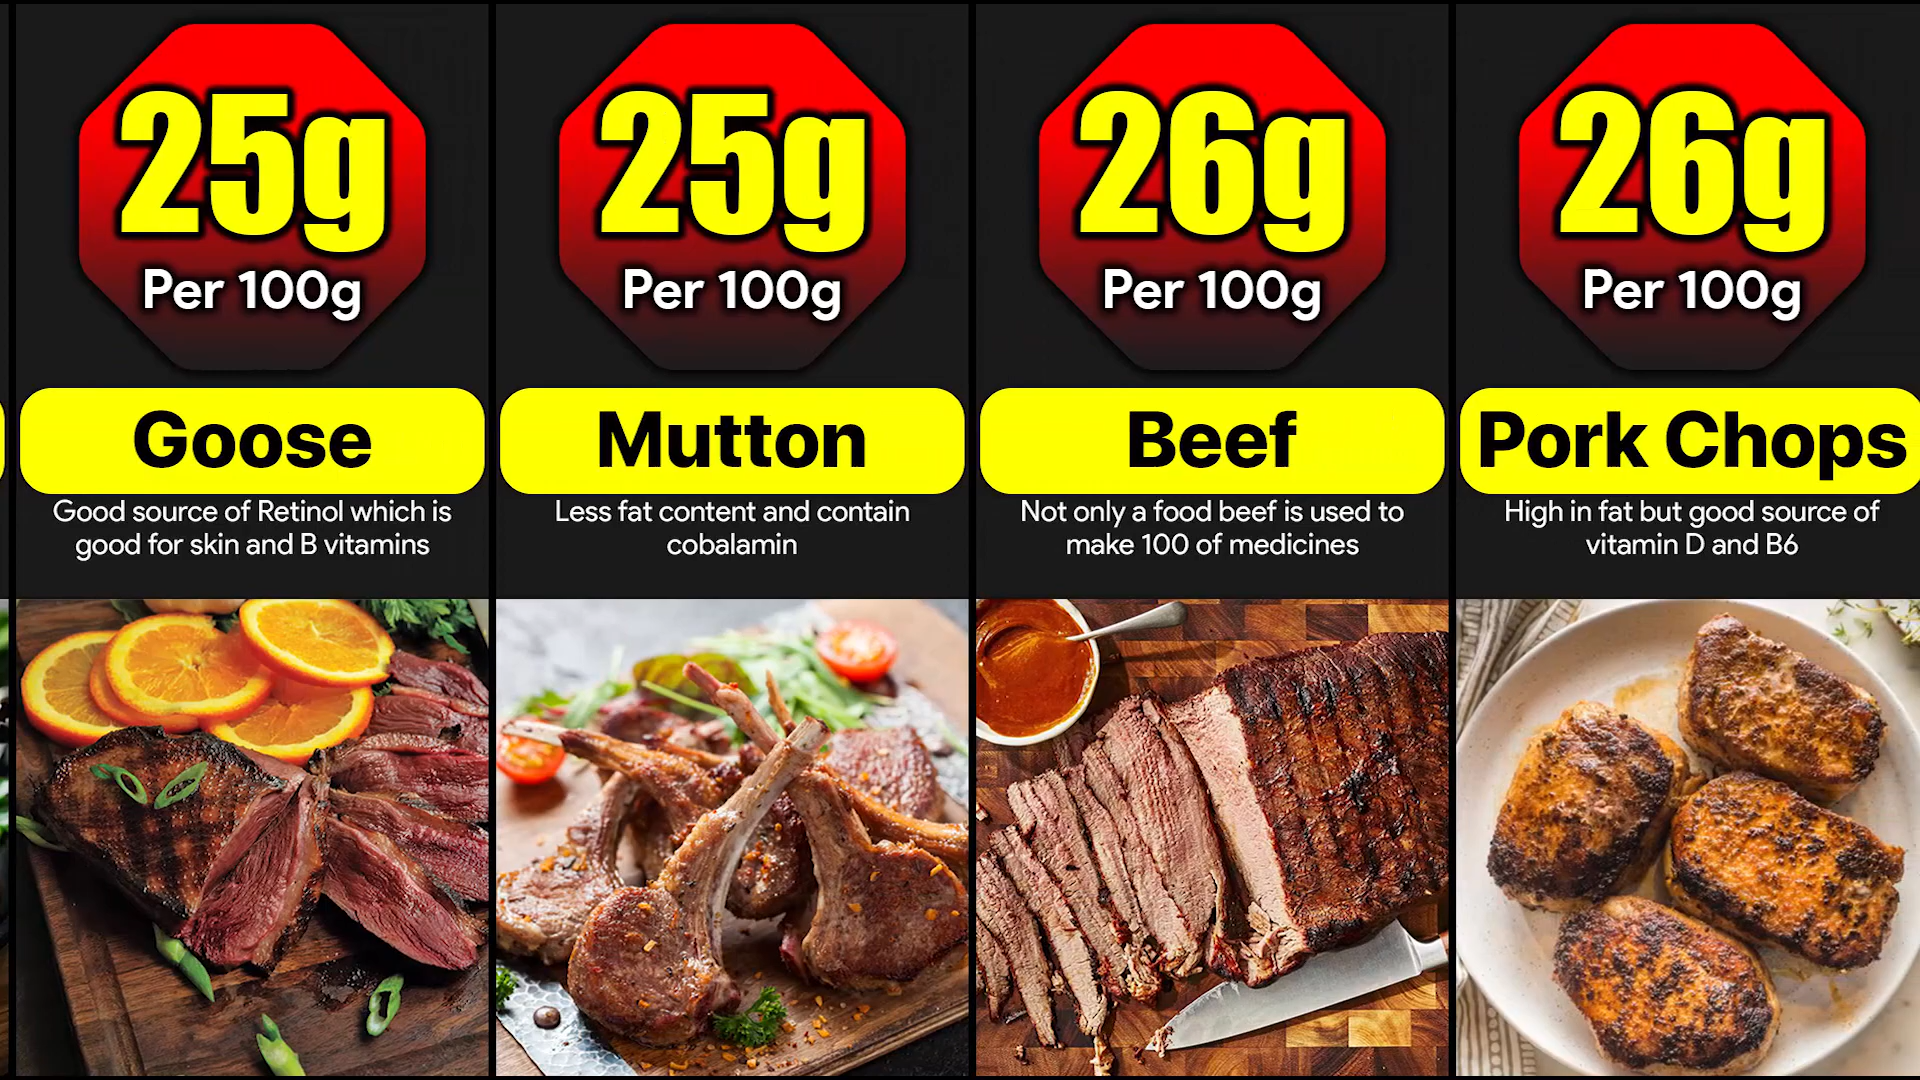 25g
Per 100g
Goose
Good source of Retinol which is
good for skin and B vitamins
25g
Per 100g
Mutton
Less fat content and contain
cobalamin
26g
Per 100g
Beef
Not only a food beef is used to
make 100 of medicines
26g
Per 100g
Pork Chops
High in fat but good source of
vitamin D and B6